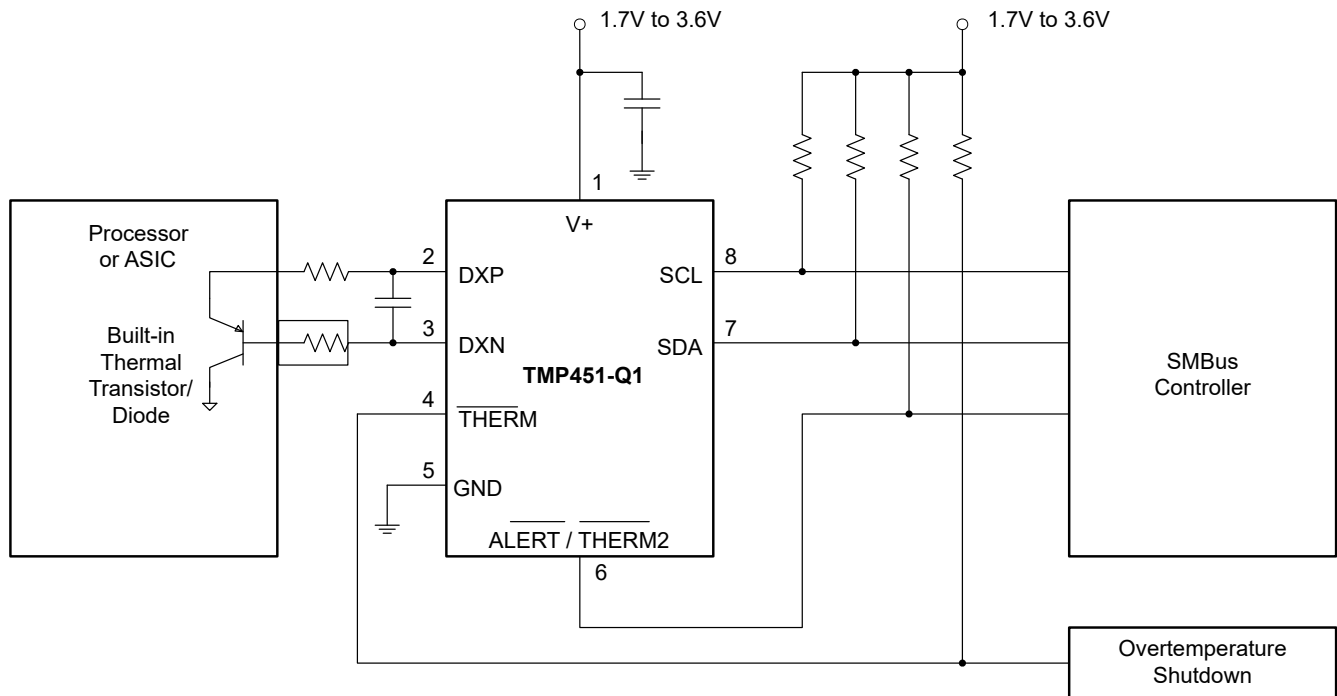 1.7V to 3.6V
1.7V to 3.6V
1
V+
Processor
or ASIC
Built-in
Thermal
Transistor/
Diode
2
DXP
3
DXN
TMP451-Q1
4
THERM
5
GND
ALERT / THERM2
6
SCL
8
SDA
7
SMBus
Controller
Overtemperature
Shutdown